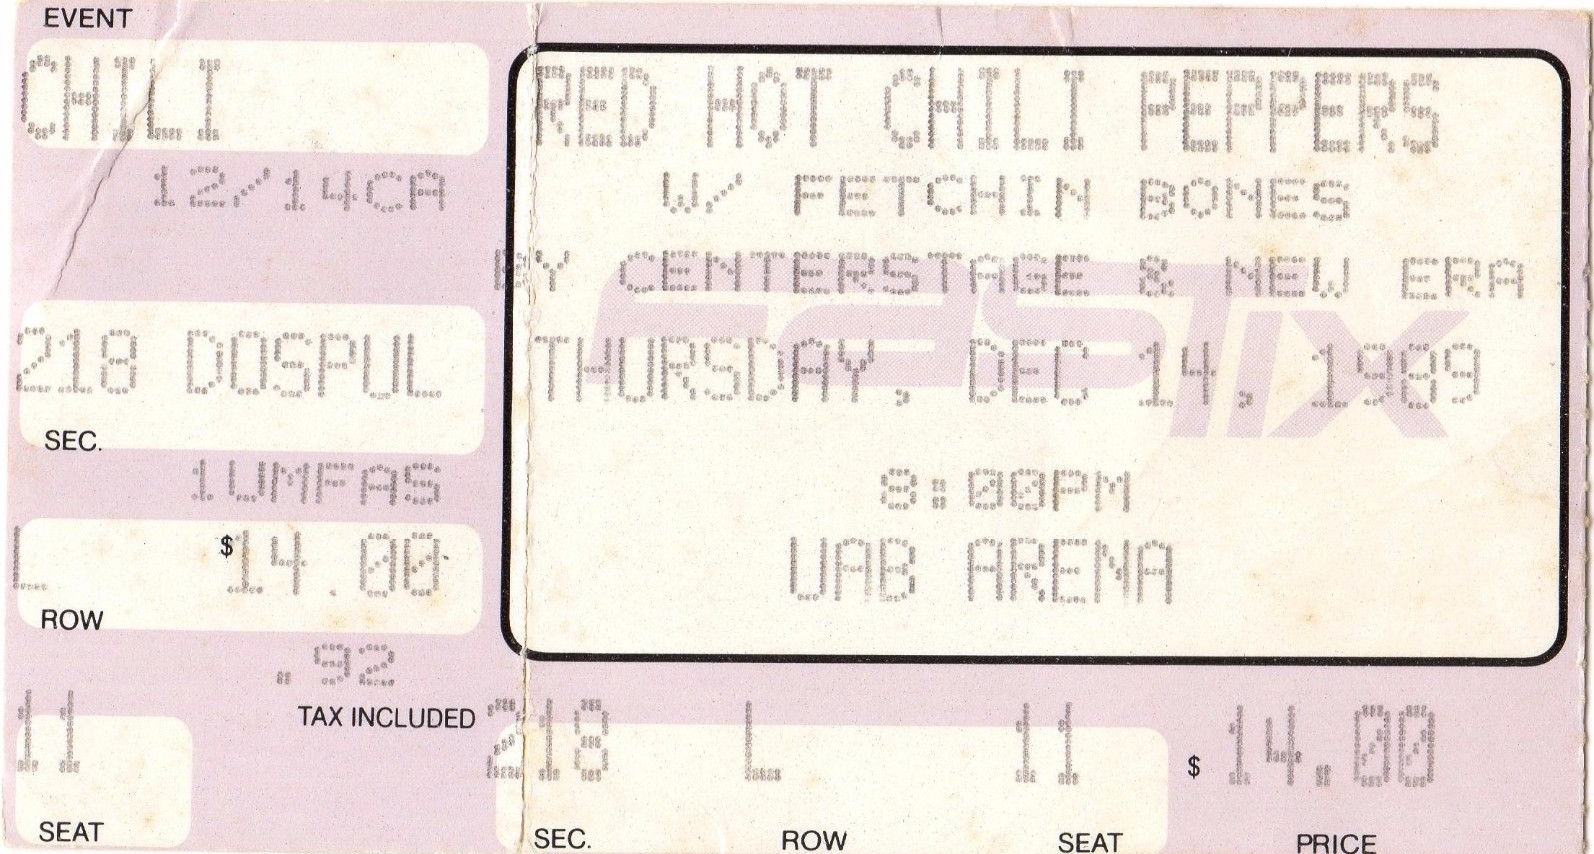 EVENT
CHILI
12/14CA
218 DOSPUL
SEC.
1UMFAS
L $14.00
ROW
.92
TAX INCLUDED
11
SEAT
RED HOT CHILI PEPPERS
W/ FETCHIN BONES
BY CENTERSTAGE & NEW ERA
FASTIX
THURSDAY, DEC 14, 1989
8:00PM
UAB ARENA
218 L 11 $ 14.00
SEC. ROW SEAT PRICE